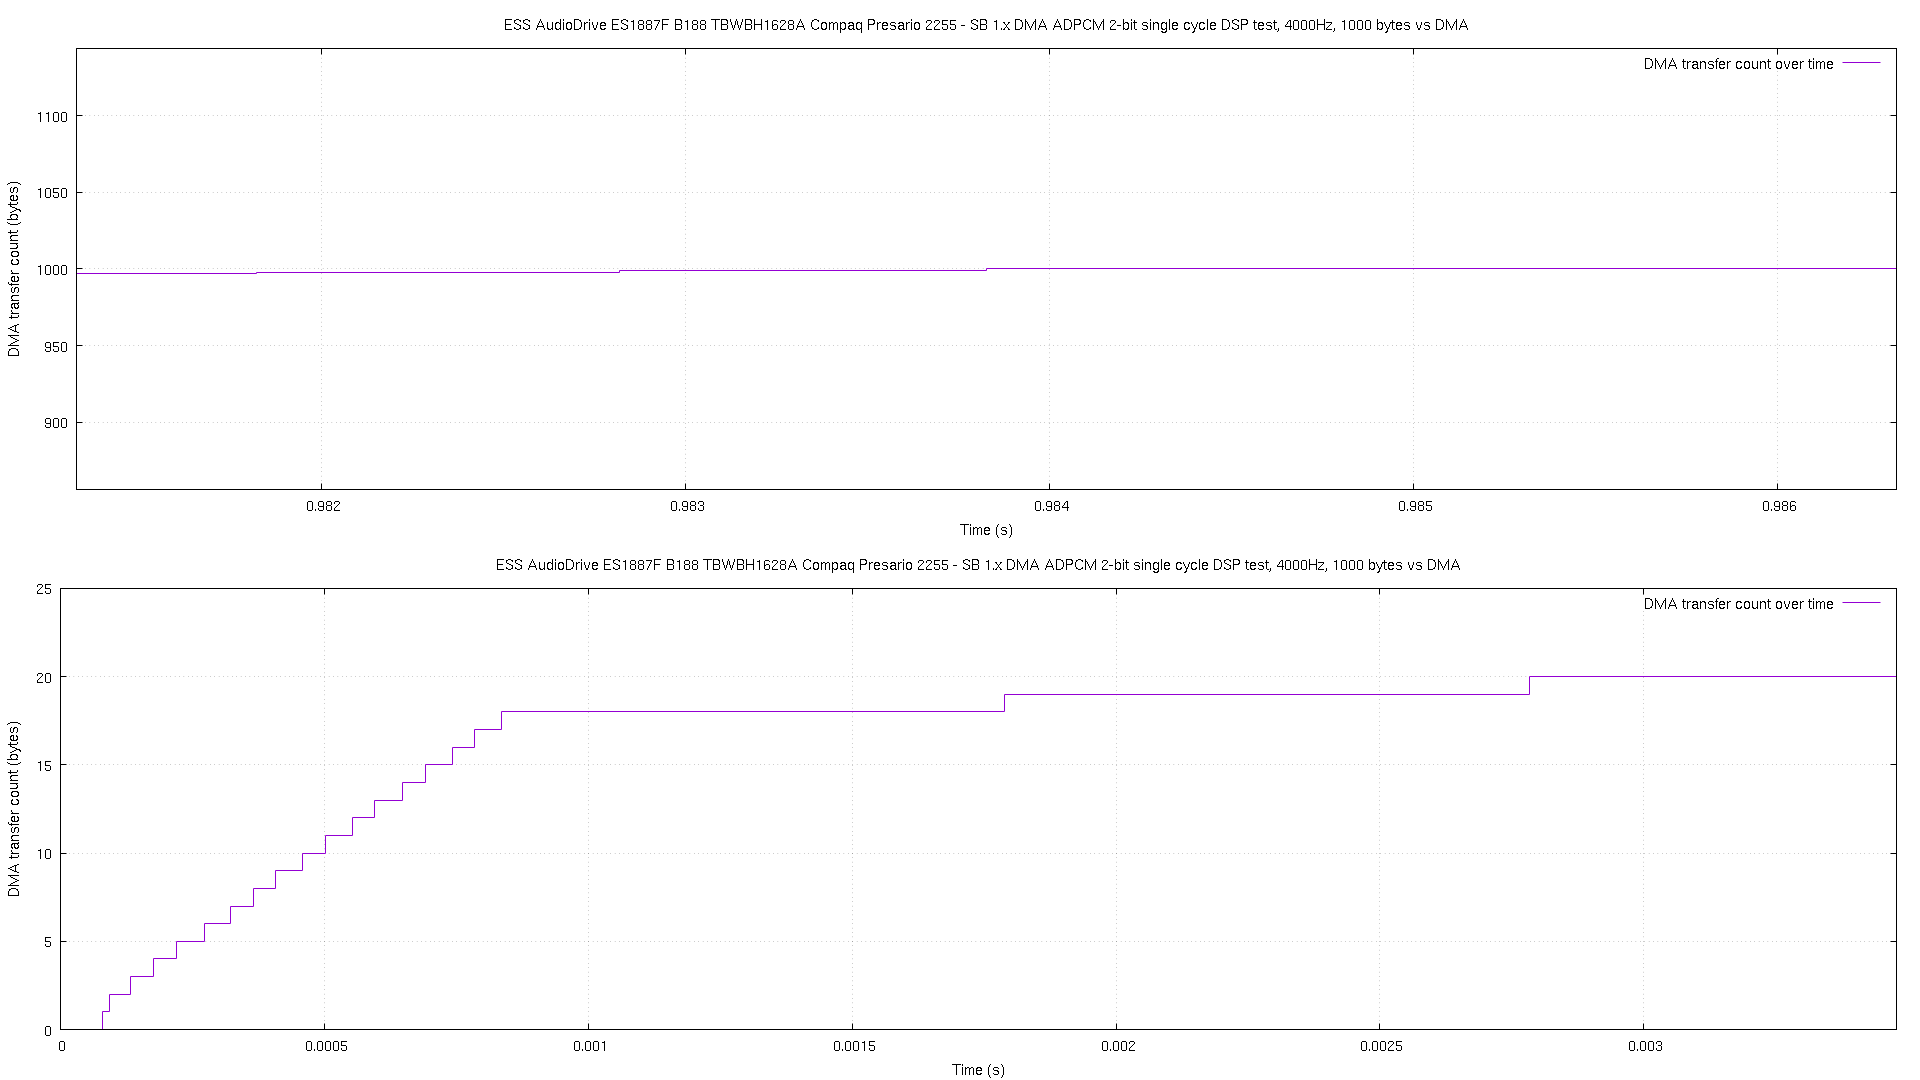 ESS AudioDrive ES1887F B188 TBWBH1628A Compaq Presario 2255 - SB 1.x DMA ADPCM 2-bit single cycle DSP test, 4000Hz, 1000 bytes vs DMA
DMA transfer count over time
1100
1050
1000
950
900
DMA transfer count (bytes)
0.982 0.983 0.984 0.985 0.986
Time (s)
ESS AudioDrive ES1887F B188 TBWBH1628A Compaq Presario 2255 - SB 1.x DMA ADPCM 2-bit single cycle DSP test, 4000Hz, 1000 bytes vs DMA
DMA transfer count over time
25
20
15
10
5
0
DMA transfer count (bytes)
0 0.0005 0.001 0.0015 0.002 0.0025 0.003
Time (s)